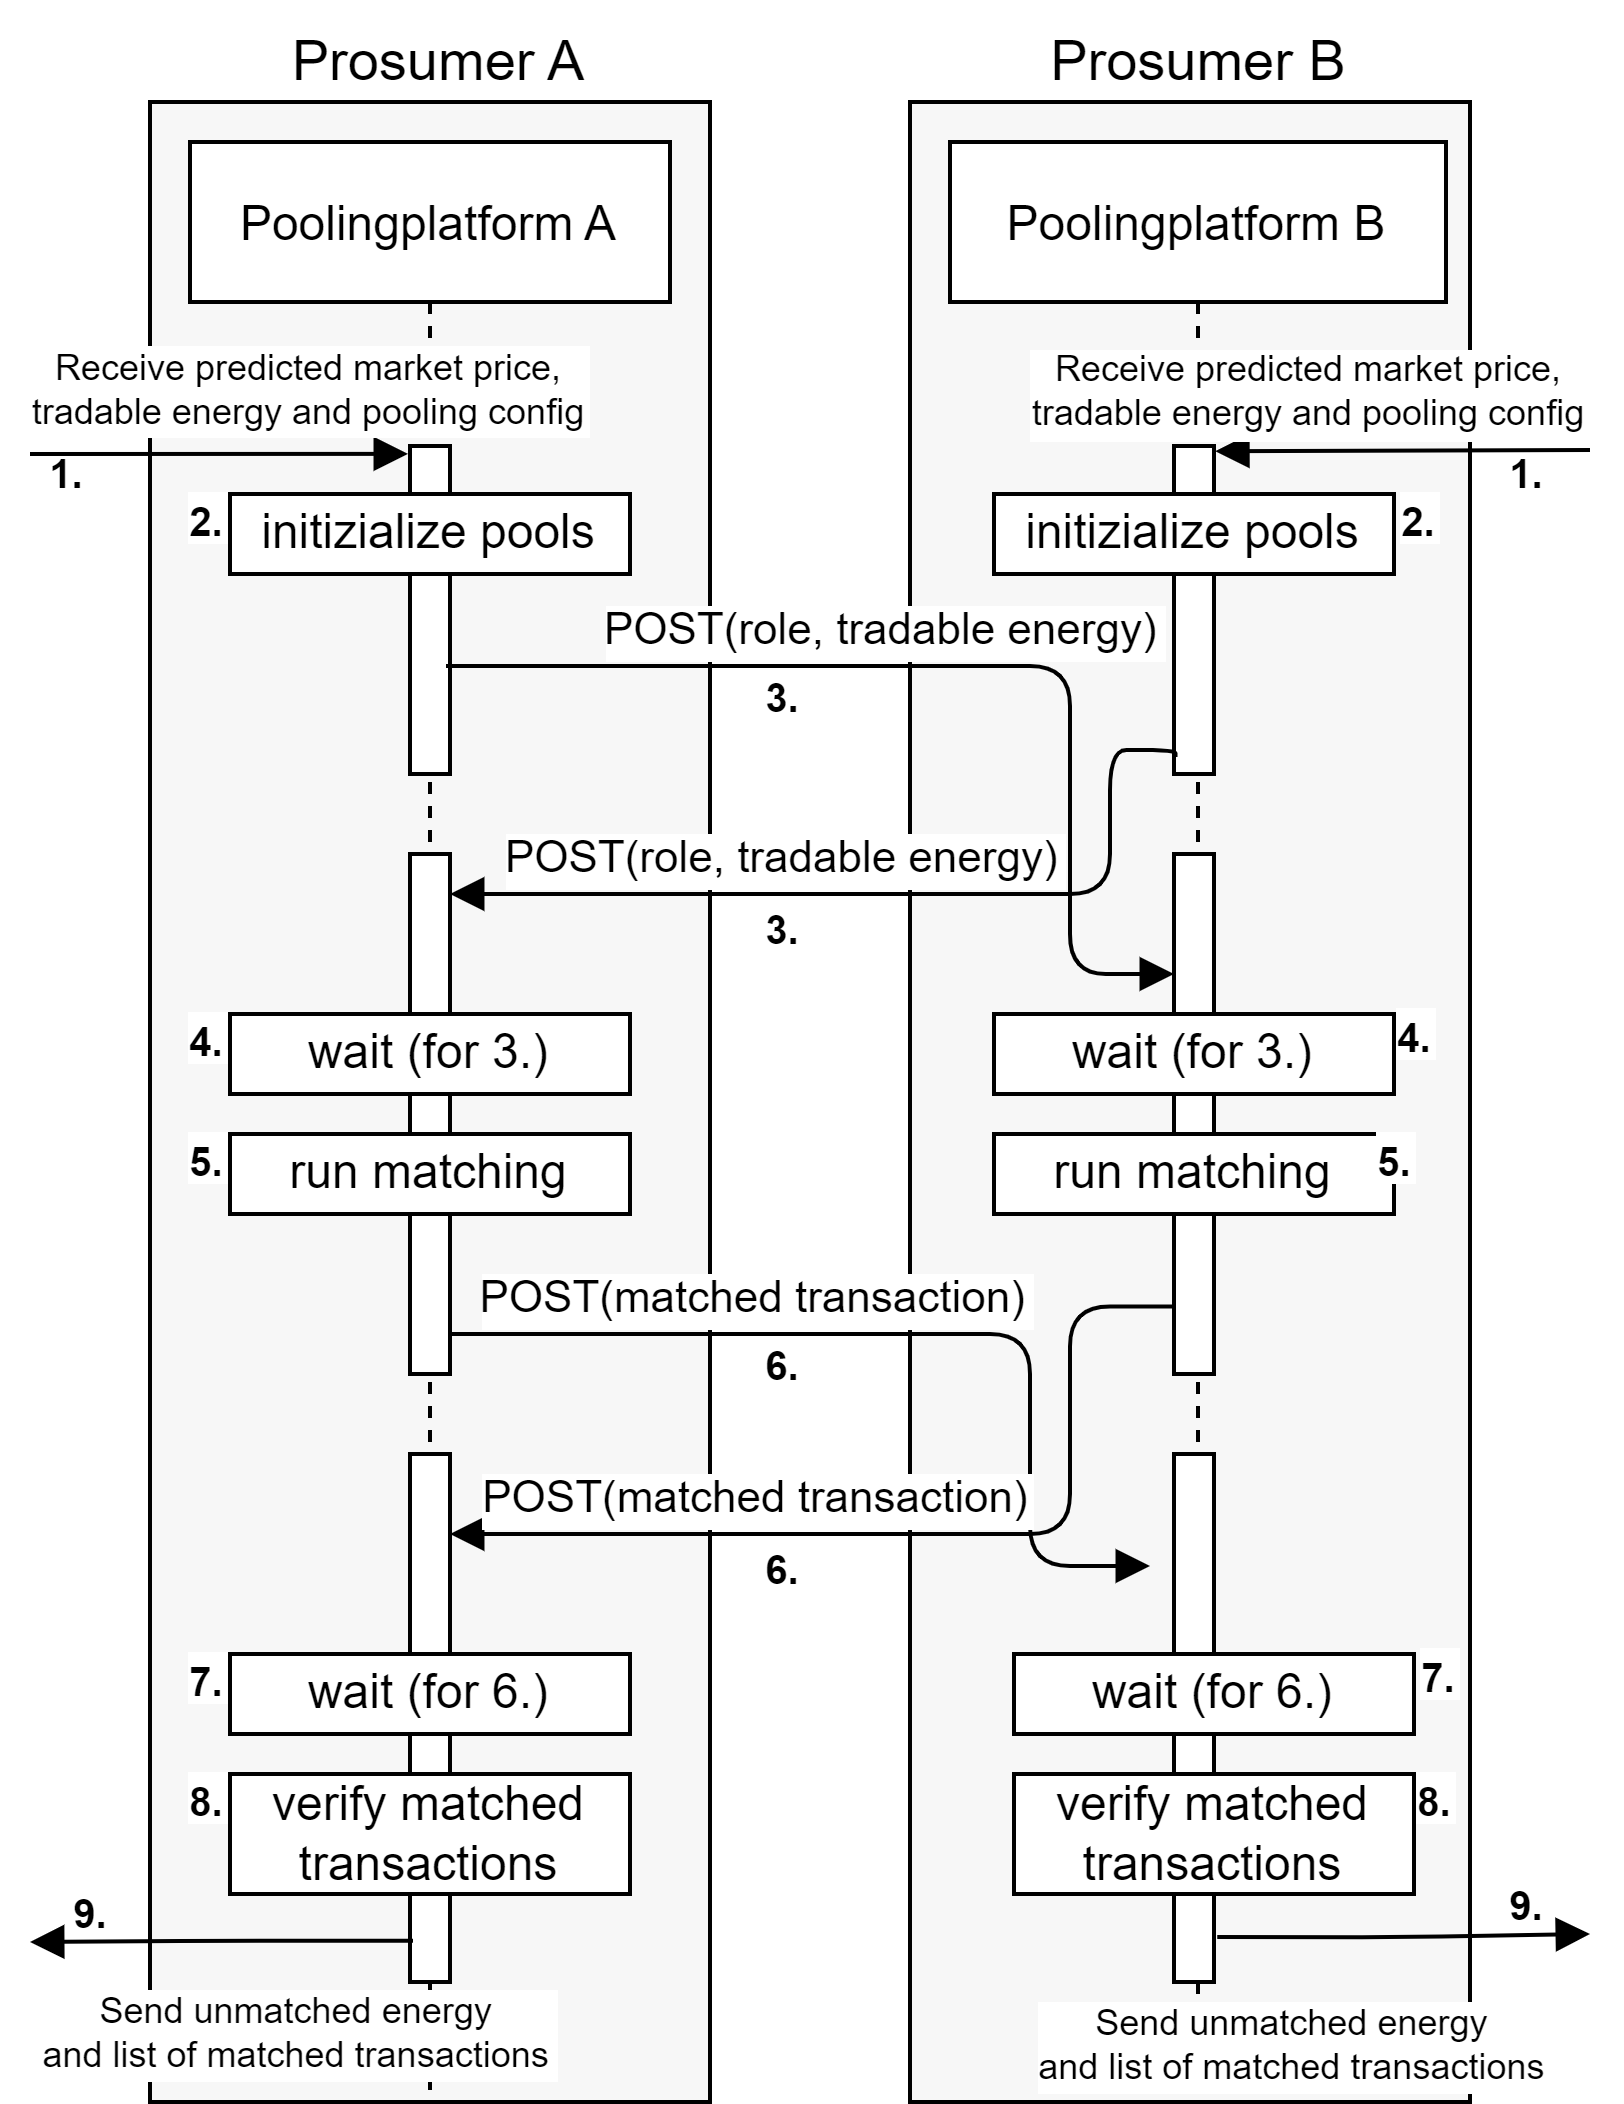 Prosumer A
Prosumer B
Poolingplatform A
Poolingplatform B
Receive predicted market price,
tradable energy and pooling config
Receive predicted market price,
tradable energy and pooling config
1.
1.
2.
initizialize pools
initizialize pools
2.
POST(role, tradable energy)
3.
POST(role, tradable energy)
3.
4.
wait (for 3.)
wait (for 3.)
4.
5.
run matching
run matching
5.
POST(matched transaction)
6.
POST(matched transaction)
6.
7.
wait (for 6.)
wait (for 6.)
7.
8.
verify matched
transactions
verify matched
transactions
8.
9.
9.
Send unmatched energy
and list of matched transactions
Send unmatched energy
and list of matched transactions